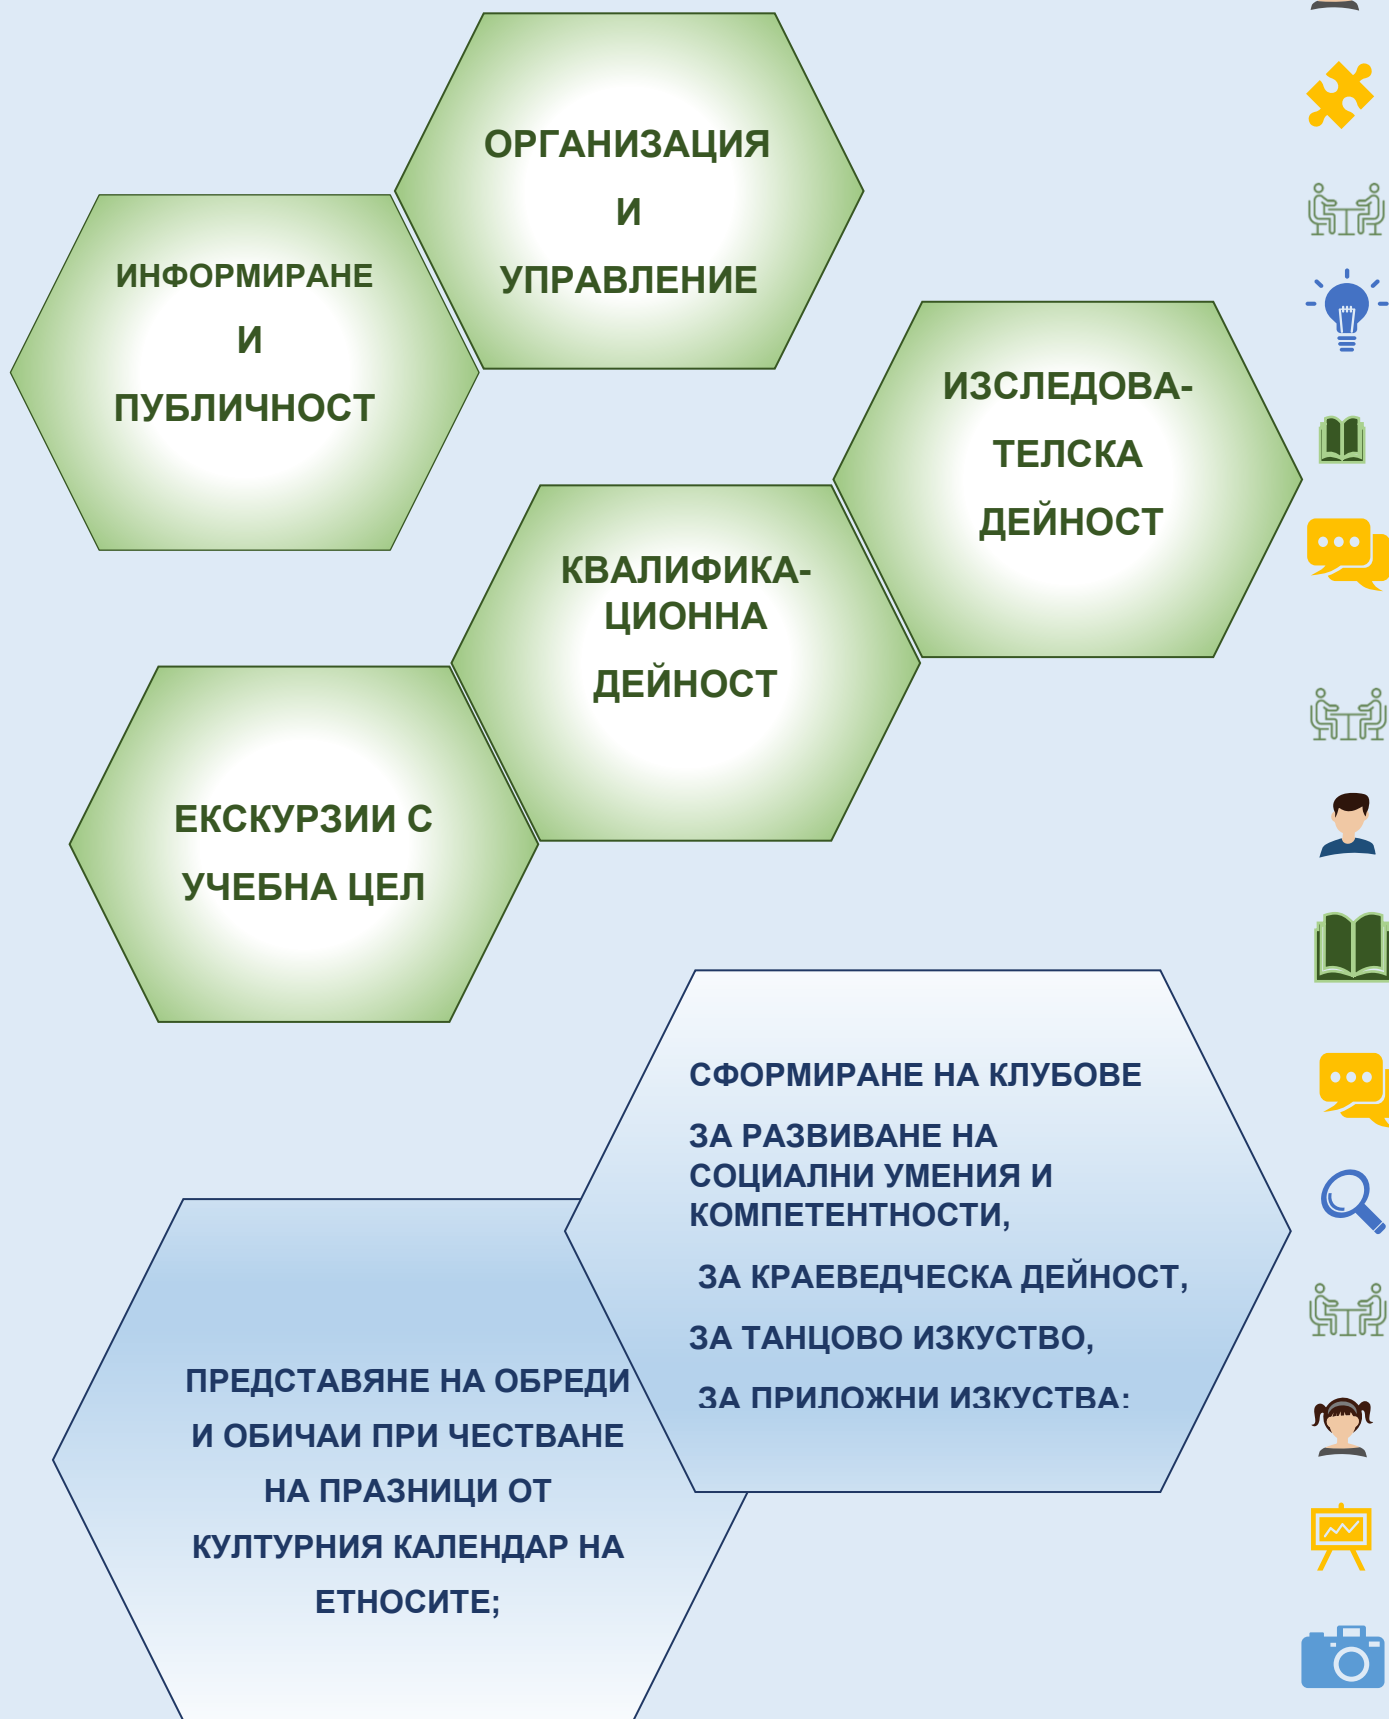 ОРГАНИЗАЦИЯ
И
УПРАВЛЕНИЕ
ИНФОРМИРАНЕ
И
ПУБЛИЧНОСТ
ИЗСЛЕДОВА-
ТЕЛСКА
ДЕЙНОСТ
КВАЛИФИКА-
ЦИОННА
ДЕЙНОСТ
ЕКСКУРЗИИ С
УЧЕБНА ЦЕЛ
СФОРМИРАНЕ НА КЛУБОВЕ
ЗА РАЗВИВАНЕ НА
СОЦИАЛНИ УМЕНИЯ И
КОМПЕТЕНТНОСТИ,
ЗА КРАЕВЕДЧЕСКА ДЕЙНОСТ,
ЗА ТАНЦОВО ИЗКУСТВО,
ЗА ПРИЛОЖНИ ИЗКУСТВА:
ПРЕДСТАВЯНЕ НА ОБРЕДИ
И ОБИЧАИ ПРИ ЧЕСТВАНЕ
НА ПРАЗНИЦИ ОТ
КУЛТУРНИЯ КАЛЕНДАР НА
ЕТНОСИТЕ;